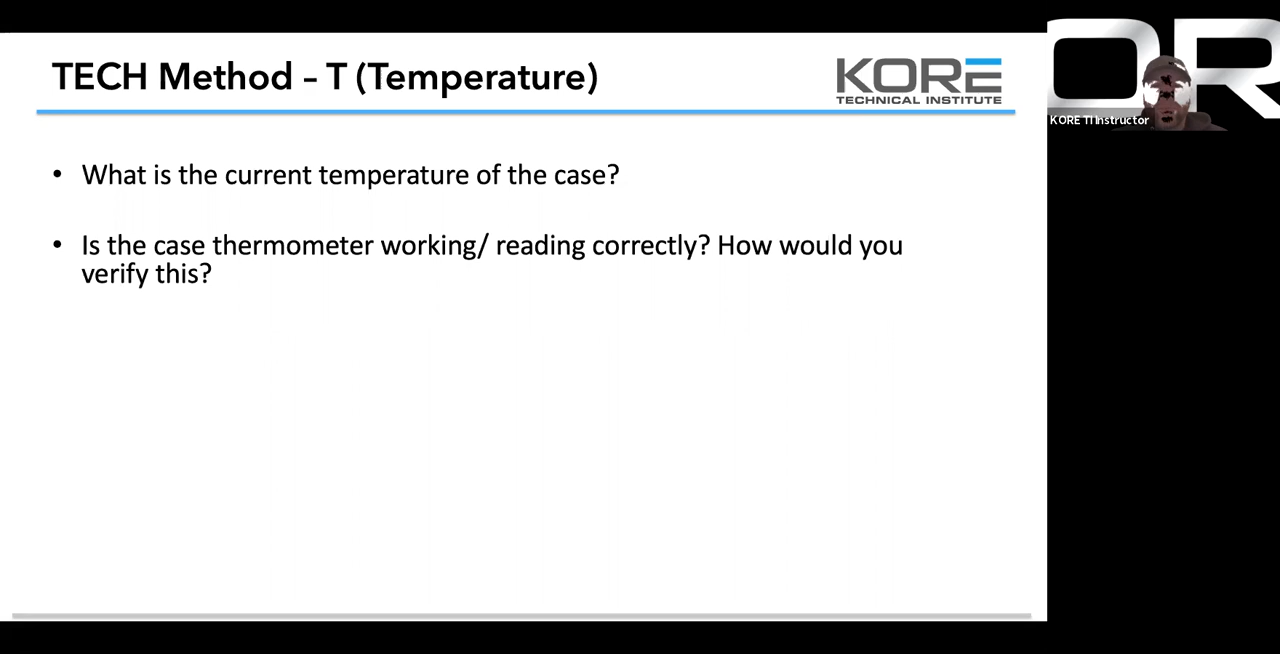 TECH Method – T (Temperature)
KORE
TECHNICAL INSTITUTE
OR
KORE TI Instructor
• What is the current temperature of the case?
• Is the case thermometer working/ reading correctly? How would you
verify this?